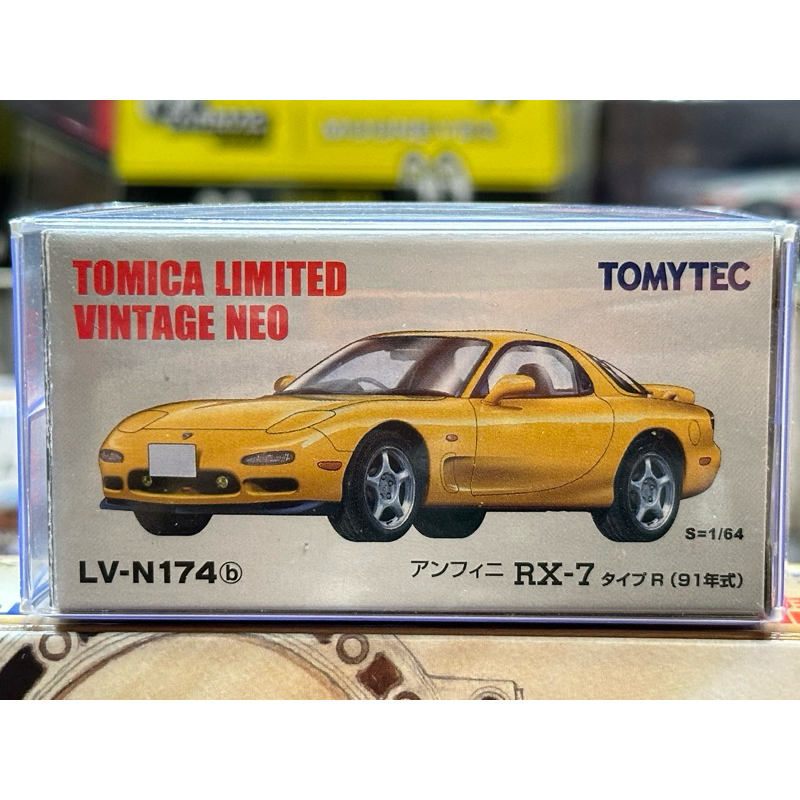 TOMICA LIMITED
VINTAGE NEO
TOMYTEC
S=1/64
LV-N174ⓑ
アンフィニ RX-7 タイプR (91年式)